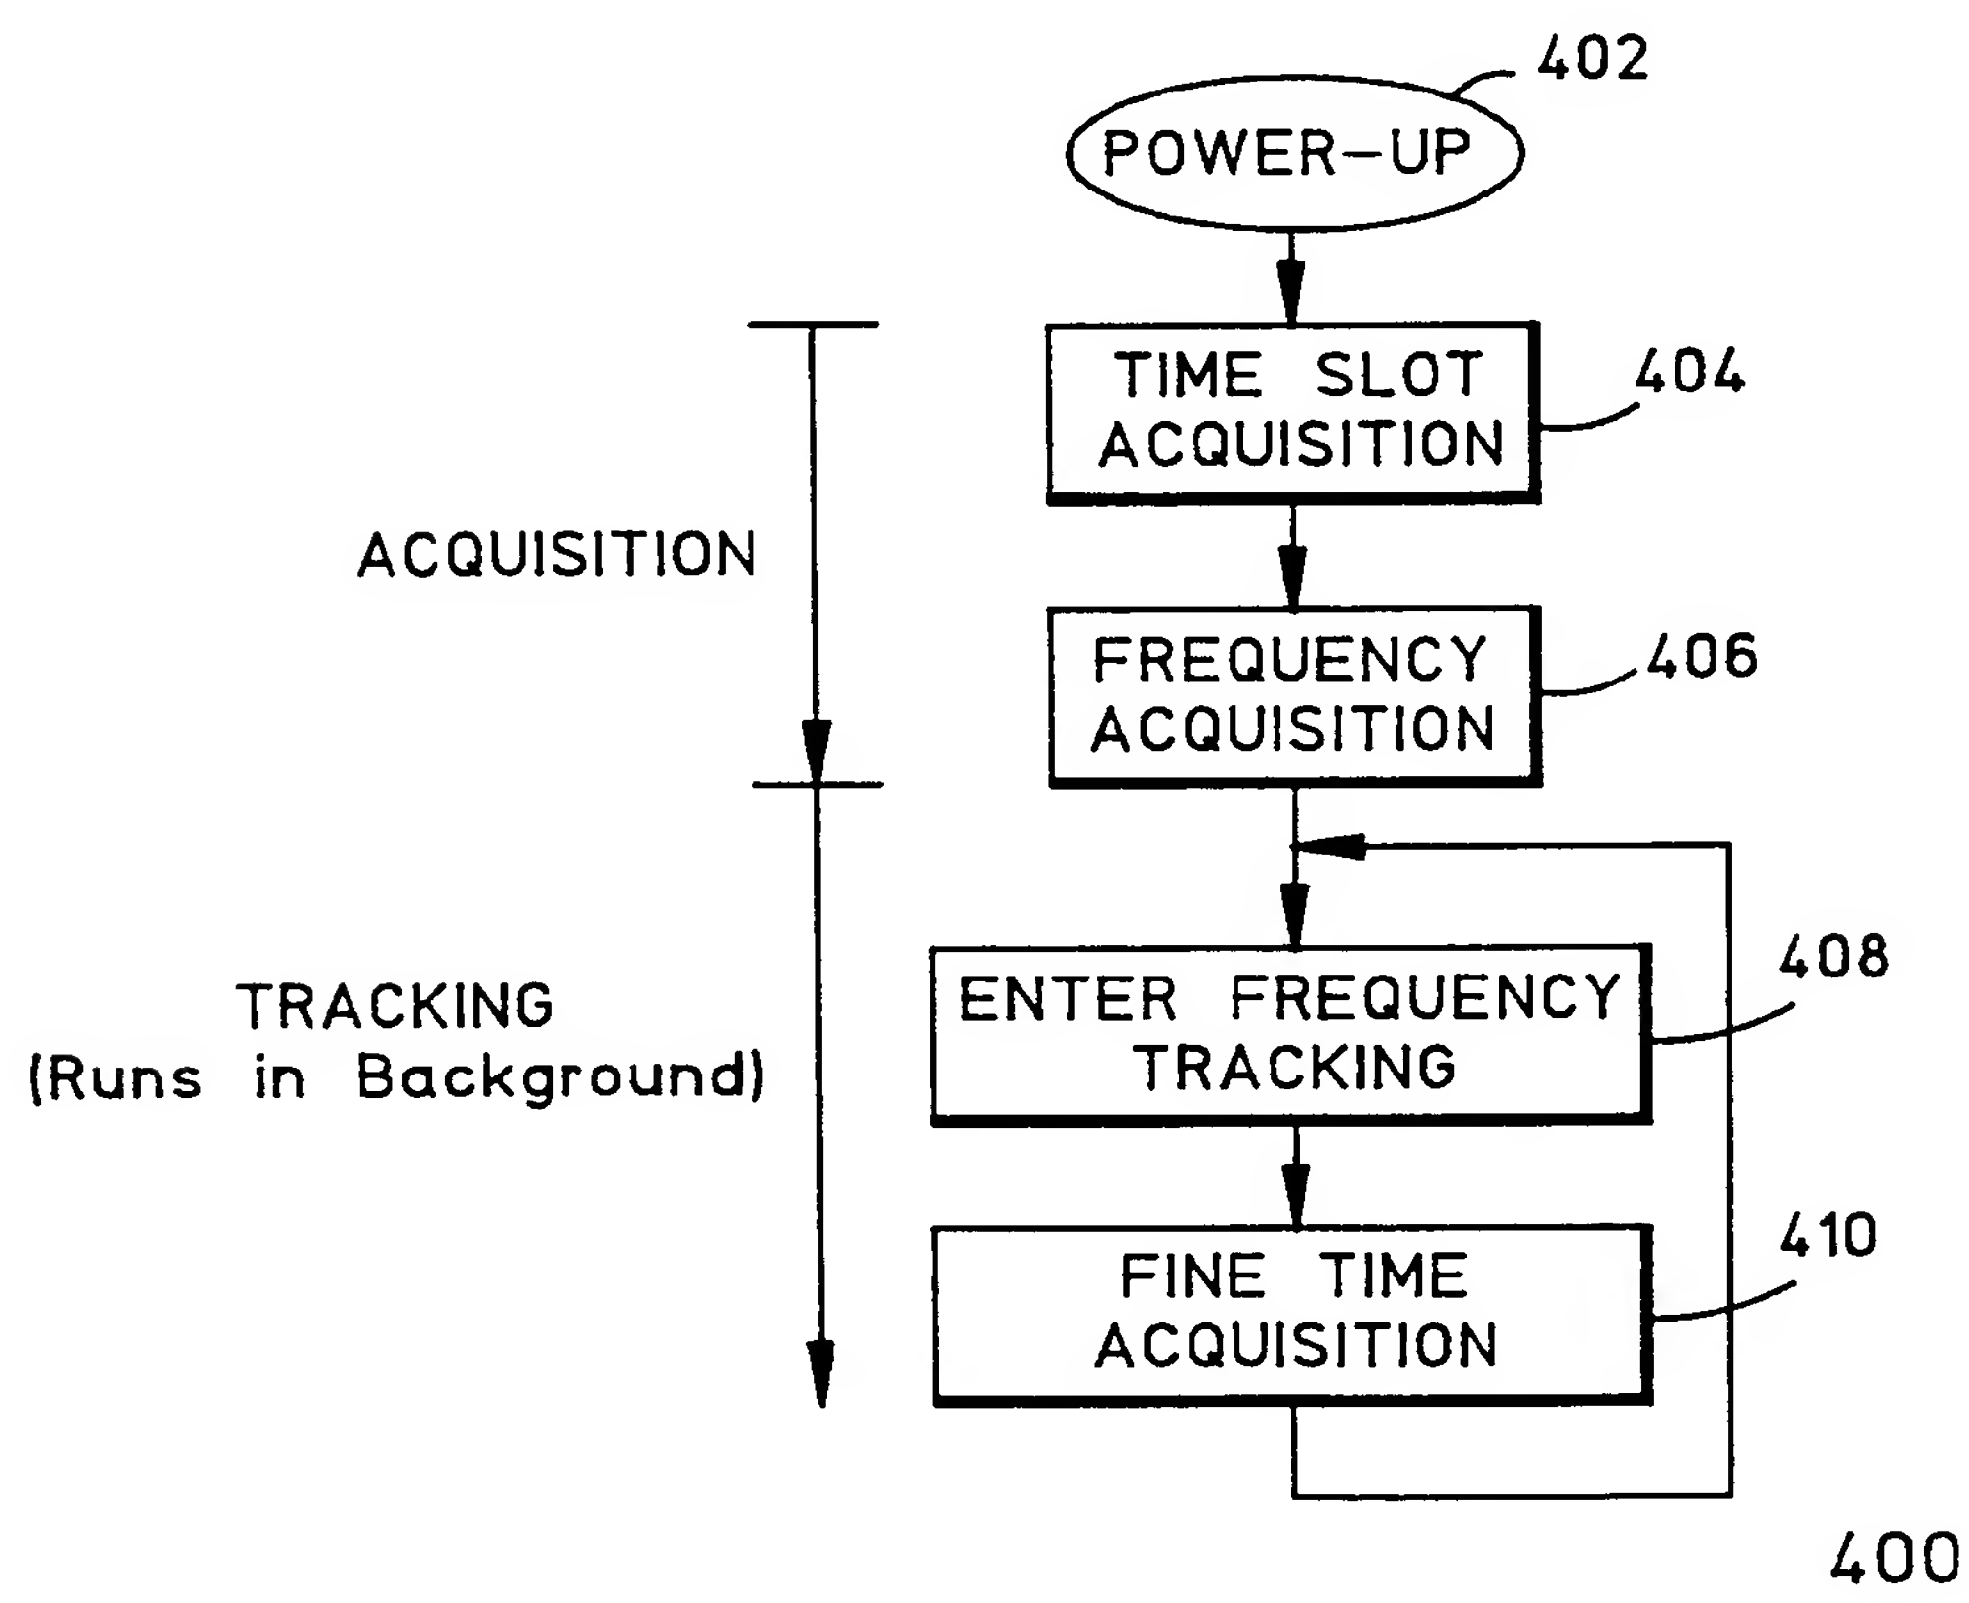 402
POWER-UP
TIME SLOT
ACQUISITION
404
ACQUISITION
FREQUENCY
ACQUISITION
406
TRACKING
(Runs in Background)
ENTER FREQUENCY
TRACKING
408
FINE TIME
ACQUISITION
410
400